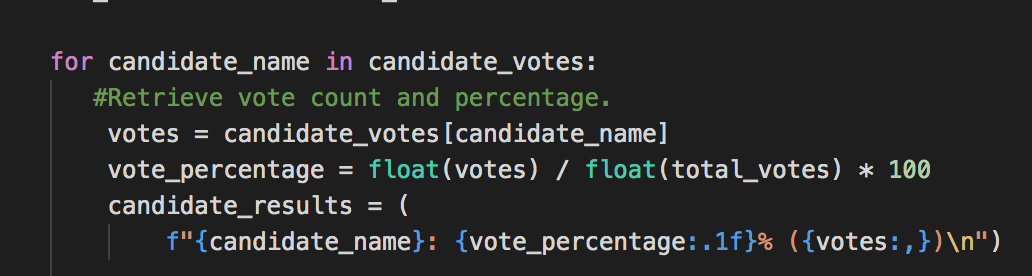 for candidate_name in candidate_votes:
#Retrieve vote count and percentage.
votes = candidate_votes[candidate_name]
vote_percentage = float(votes) / float(total_votes) * 100
candidate_results = (
f"{candidate_name}: {vote_percentage:.1f}% ({votes:,})\n")